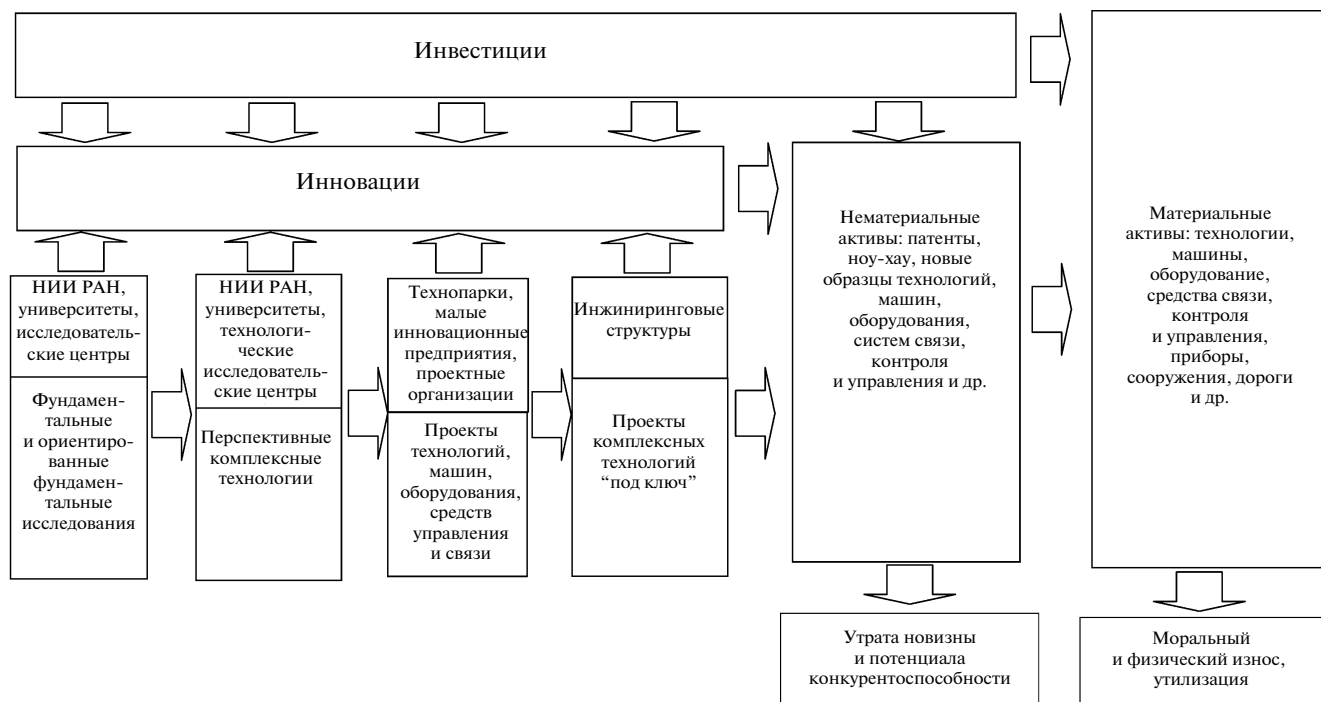 Инвестиции
Инновации
НИИ РАН,
университеты,
исследователь-
ские центры
Фундамен-
тальные
и ориентиро-
ванные
фундамен-
тальные
исследования
НИИ РАН,
университеты,
технологи-
ческие
исследователь-
ские центры
Перспективные
комплексные
технологии
Технопарки,
малые
инновационные
предприятия,
проектные
организации
Проекты
технологий,
машин,
оборудования,
средств
управления
и связи
Инжиниринговые
структуры
Проекты
комплексных
технологий
“под ключ”
Нематериальные
активы: патенты,
ноу-хау, новые
образцы технологий,
машин,
оборудования,
систем связи,
контроля
и управления и др.
Материальные
активы: технологии,
машины,
оборудование,
средства связи,
контроля
и управления,
приборы,
сооружения, дороги
и др.
Утрата новизны
и потенциала
конкурентоспособности
Моральный
и физический износ,
утилизация